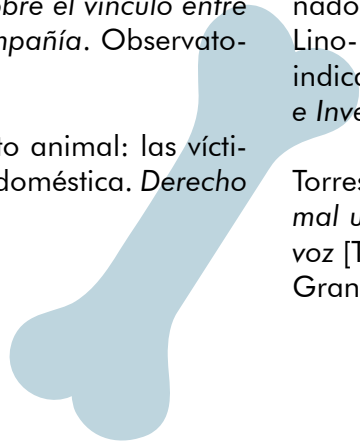 bre el vínculo entre
mpañía. Observato-
to animal: las vícti-
doméstica. Derecho
nado
Lino-
indica
e Inve
Torres
mal u
voz [T
Gran